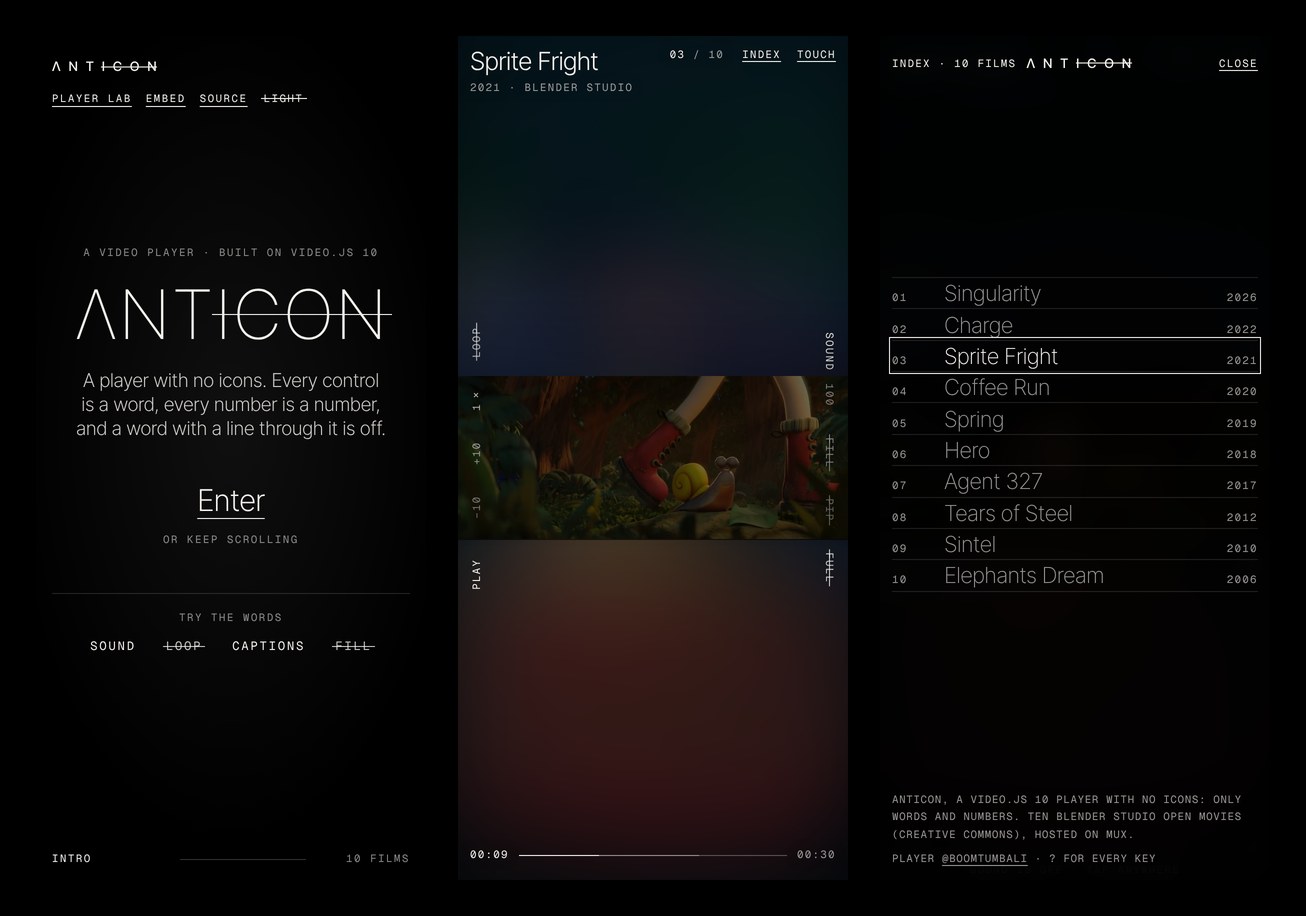 ΛNTICON
PLAYER LAB EMBED SOURCE LIGHT
A VIDEO PLAYER · BUILT ON VIDEO.JS 10
ΛNTICON
A player with no icons. Every control
is a word, every number is a number,
and a word with a line through it is off.
Enter
OR KEEP SCROLLING
TRY THE WORDS
SOUND LOOP CAPTIONS FILL
INTRO 10 FILMS
Sprite Fright 03 / 10 INDEX TOUCH
2021 · BLENDER STUDIO
LOOP
1×
+10
-10
PLAY
SOUND 100
FILL
PIP
FULL
00:09 00:30
INDEX · 10 FILMS ΛNTICON CLOSE
01 Singularity 2026
02 Charge 2022
03 Sprite Fright 2021
04 Coffee Run 2020
05 Spring 2019
06 Hero 2018
07 Agent 327 2017
08 Tears of Steel 2012
09 Sintel 2010
10 Elephants Dream 2006
ANTICON, A VIDEO.JS 10 PLAYER WITH NO ICONS: ONLY
WORDS AND NUMBERS. TEN BLENDER STUDIO OPEN MOVIES
(CREATIVE COMMONS), HOSTED ON MUX.
PLAYER @BOOMTUMBALI · ? FOR EVERY KEY